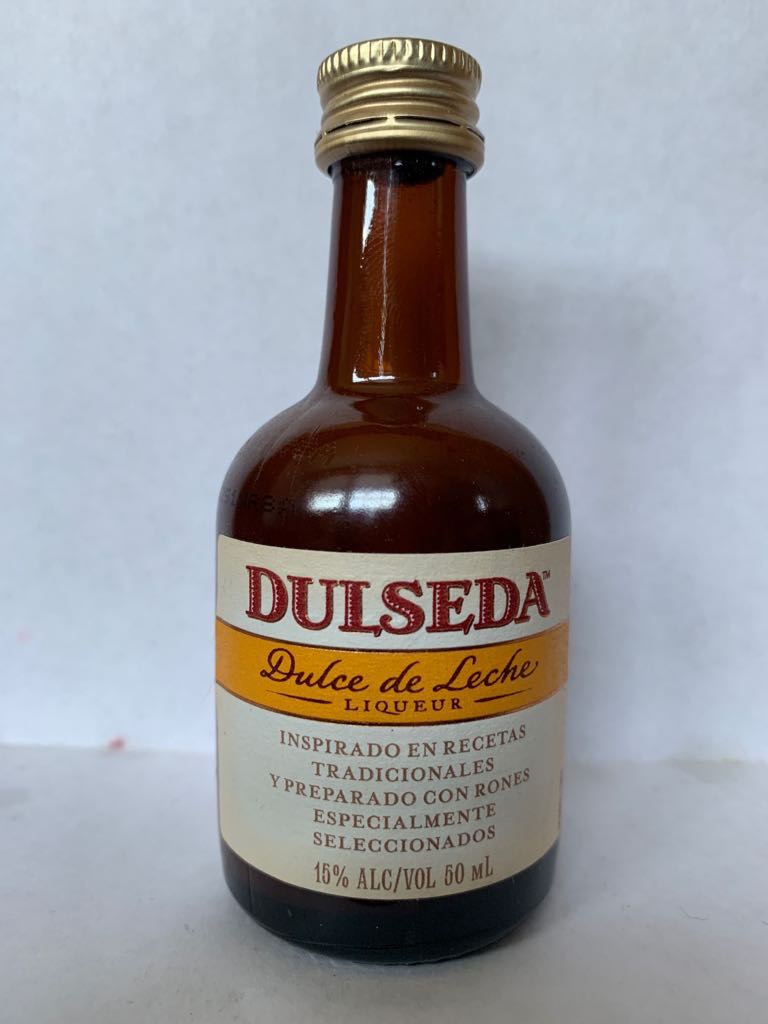 DULSEDA™
Dulce de Leche
LIQUEUR
INSPIRADO EN RECETAS
TRADICIONALES
Y PREPARADO CON RONES
ESPECIALMENTE
SELECCIONADOS
15% ALC/VOL 50 mL